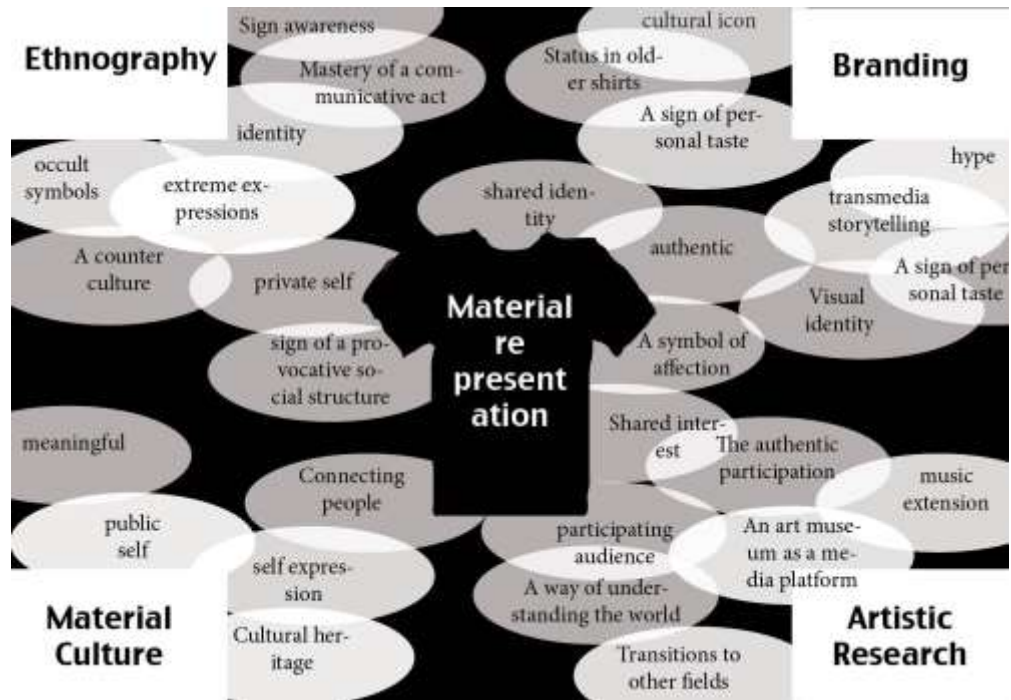 Ethnography
Sign awareness
Mastery of a com-
municative act
identity
occult
symbols
extreme ex-
pressions
A counter
culture
private self
sign of a pro-
vocative so-
cial structure
cultural icon
Status in old-
er shirts
A sign of per-
sonal taste
shared iden-
tity
authentic
Branding
hype
transmedia
storytelling
A sign of per
sonal taste
Visual
identity
A symbol of
affection
Material
re
present
ation
meaningful
public
self
Connecting
people
self expres-
sion
Cultural her-
itage
Material
Culture
Shared inter-
est
The authentic
participation
music
extension
participating
audience
An art muse-
um as a me-
dia platform
A way of under-
standing the world
Transitions to
other fields
Artistic
Research